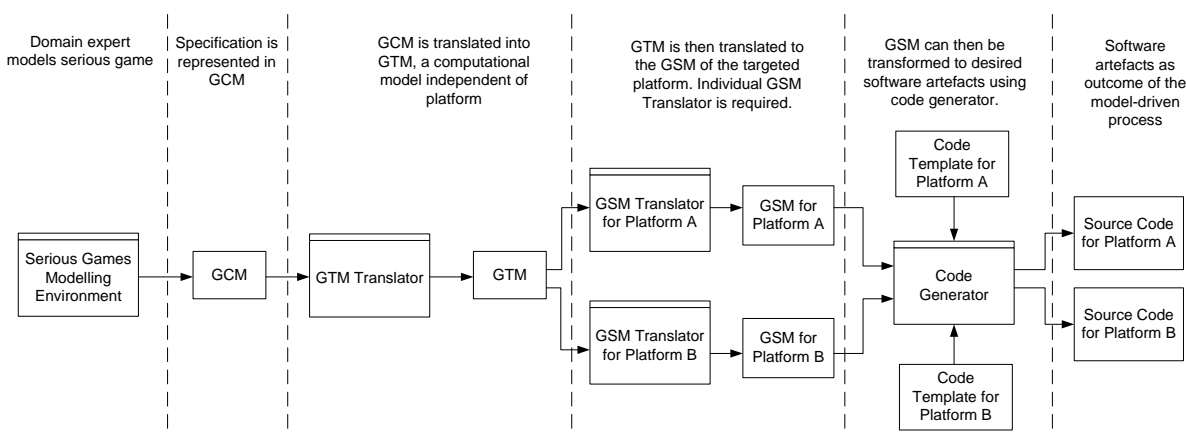 Domain expert
models serious game
Specification is
represented in
GCM
GCM is translated into
GTM, a computational
model independent of
platform
GTM is then translated to
the GSM of the targeted
platform. Individual GSM
Translator is required.
GSM can then be
transformed to desired
software artefacts using
code generator.
Software
artefacts as
outcome of the
model-driven
process
Serious Games
Modelling
Environment
GCM
GTM Translator
GTM
GSM Translator
for Platform A
GSM for
Platform A
GSM Translator
for Platform B
GSM for
Platform B
Code
Template for
Platform A
Code
Generator
Code
Template for
Platform B
Source Code
for Platform A
Source Code
for Platform B